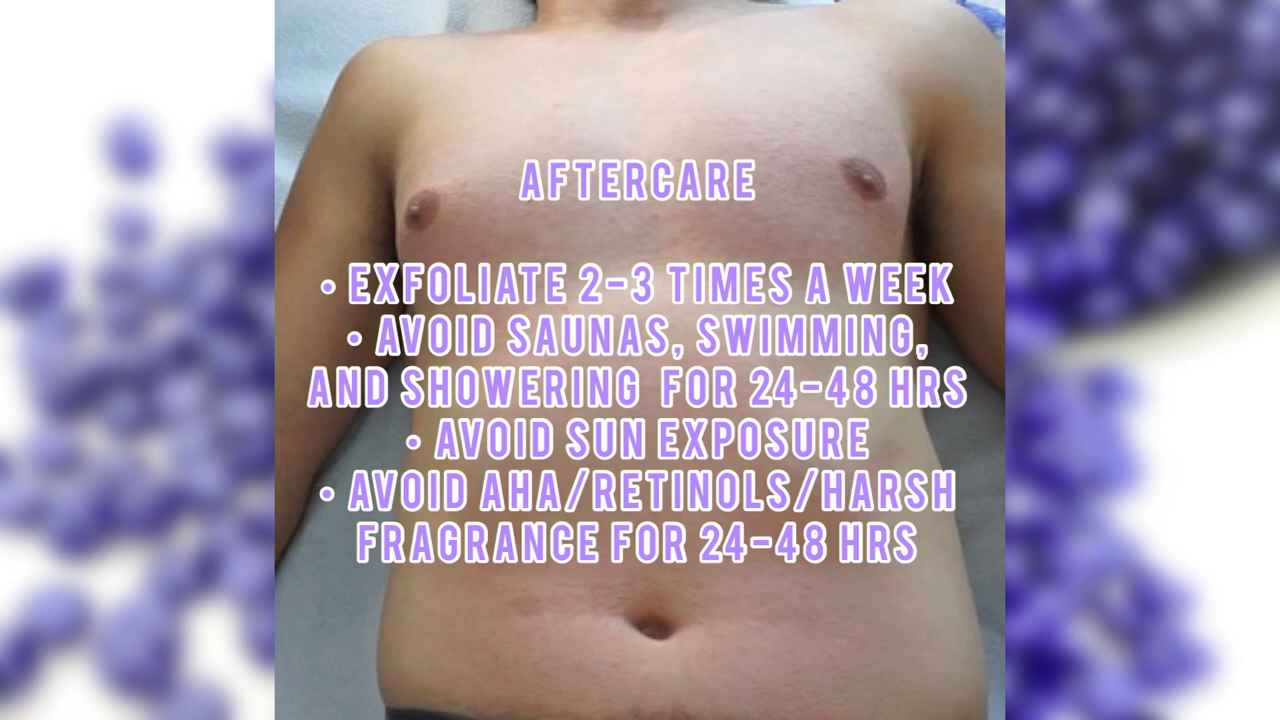 AFTERCARE
• EXFOLIATE 2-3 TIMES A WEEK
• AVOID SAUNAS, SWIMMING,
AND SHOWERING FOR 24-48 HRS
• AVOID SUN EXPOSURE
• AVOID AHA/RETINOLS/HARSH
FRAGRANCE FOR 24-48 HRS